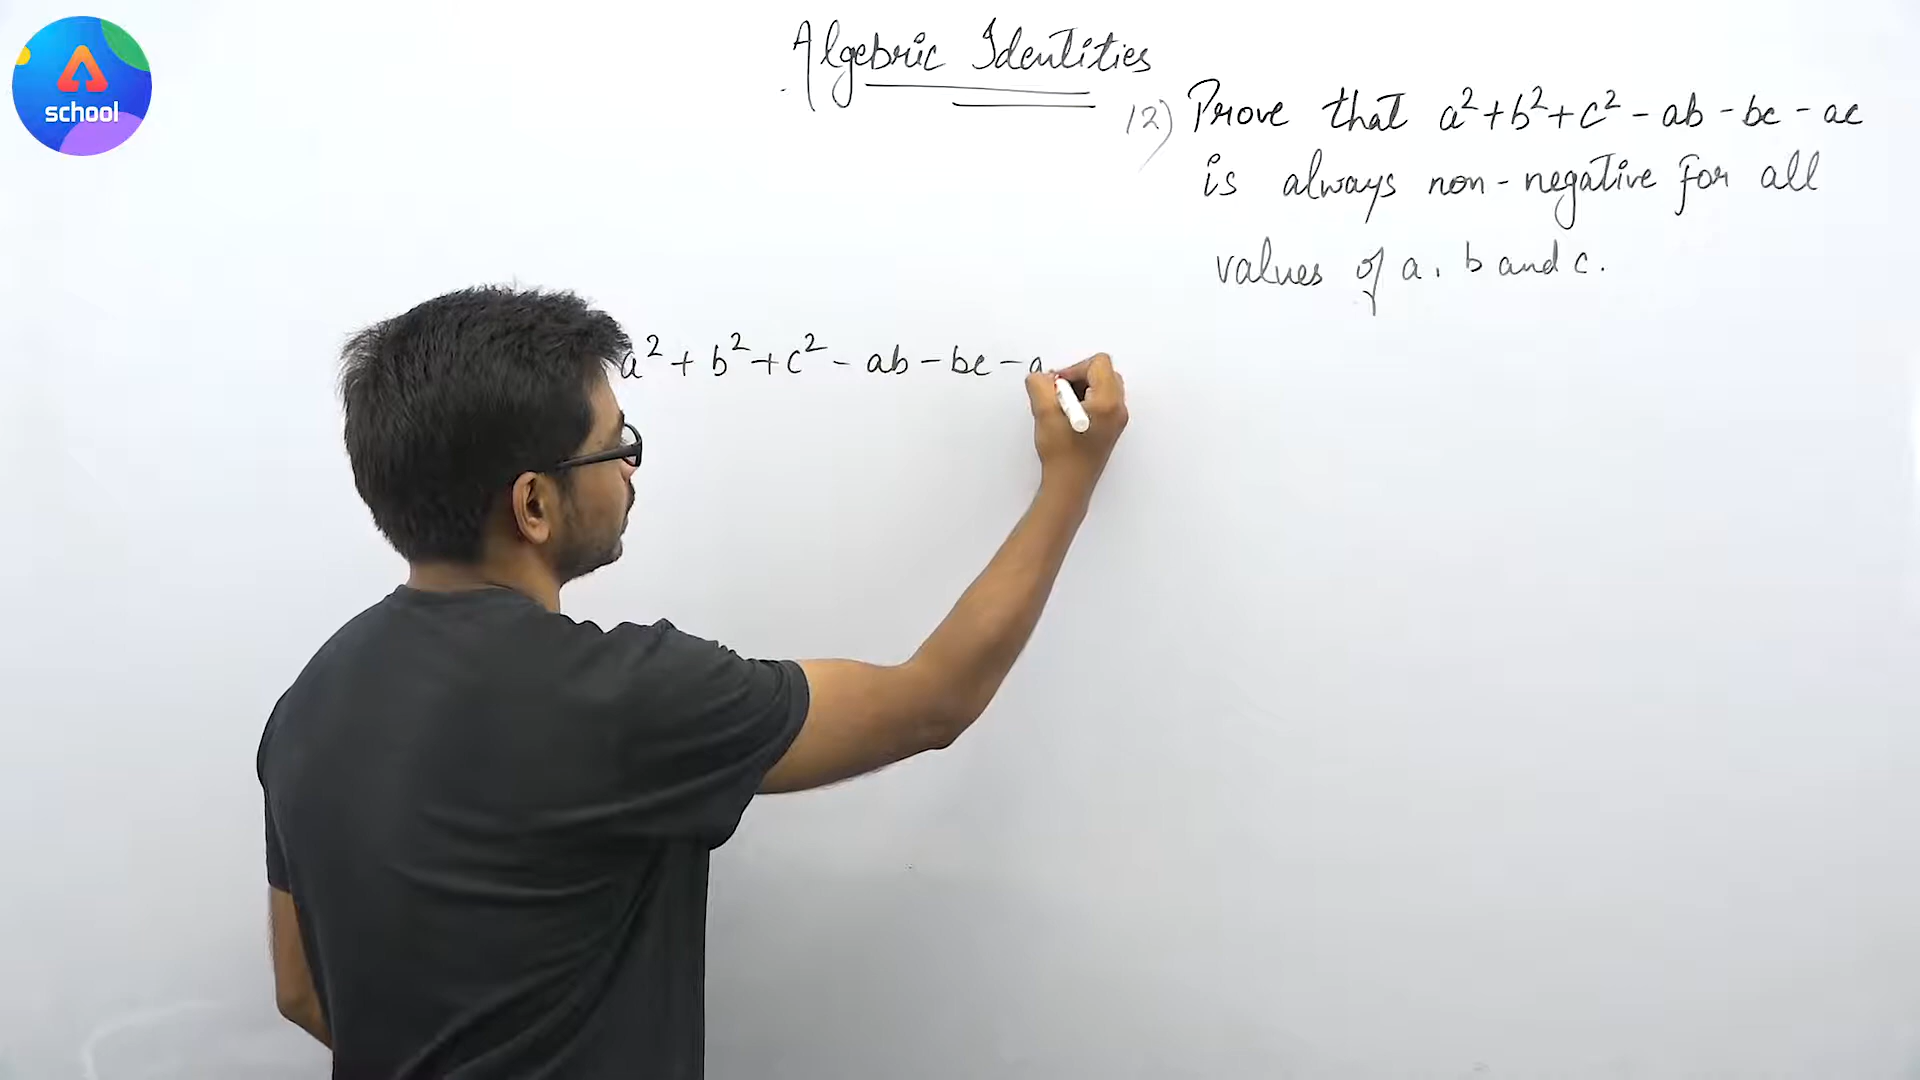 school
Algebric Identities
12) Prove that a²+b²+c² - ab - bc - ac
is always non-negative for all
values of a, b and c.
a² + b² + c² - ab - bc - a